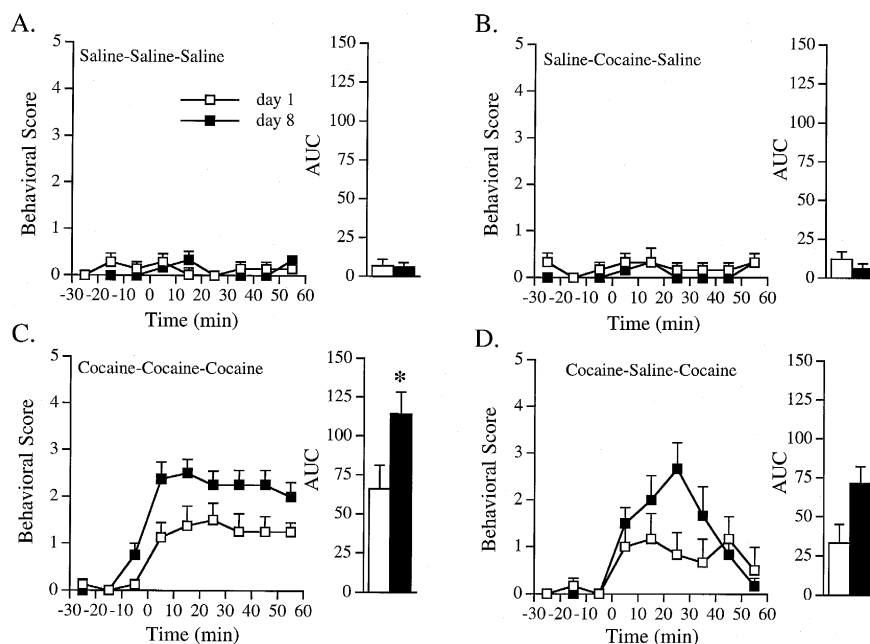 A.
Saline-Saline-Saline
day 1
day 8
Behavioral Score
5
4
3
2
1
0
-30 -20 -10 0 10 20 30 40 50 60
Time (min)
AUC
150
125
100
75
50
25
0
B.
Saline-Cocaine-Saline
Behavioral Score
5
4
3
2
1
0
-30 -20 -10 0 10 20 30 40 50 60
Time (min)
AUC
150
125
100
75
50
25
0
C.
Cocaine-Cocaine-Cocaine
Behavioral Score
5
4
3
2
1
0
-30 -20 -10 0 10 20 30 40 50 60
Time (min)
AUC
150
125
100
75
50
25
0
*
D.
Cocaine-Saline-Cocaine
Behavioral Score
5
4
3
2
1
0
-30 -20 -10 0 10 20 30 40 50 60
Time (min)
AUC
150
125
100
75
50
25
0